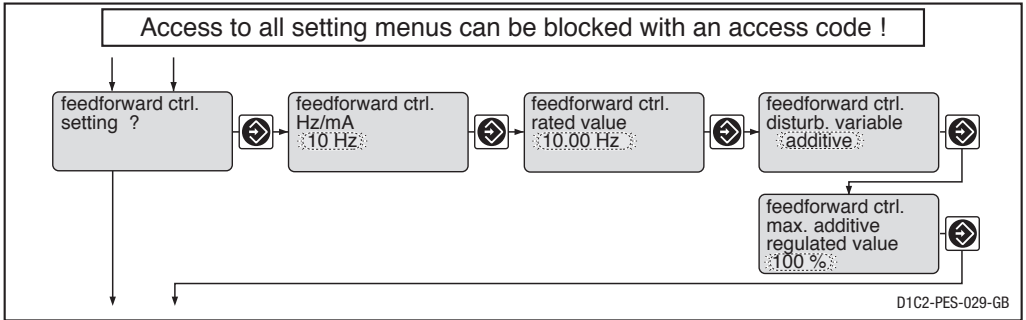 Access to all setting menus can be blocked with an access code !
feedforward ctrl.
setting ?
feedforward ctrl.
Hz/mA
10 Hz
feedforward ctrl.
rated value
10.00 Hz
feedforward ctrl.
disturb. variable
additive
feedforward ctrl.
max. additive
regulated value
100 %
D1C2-PES-029-GB